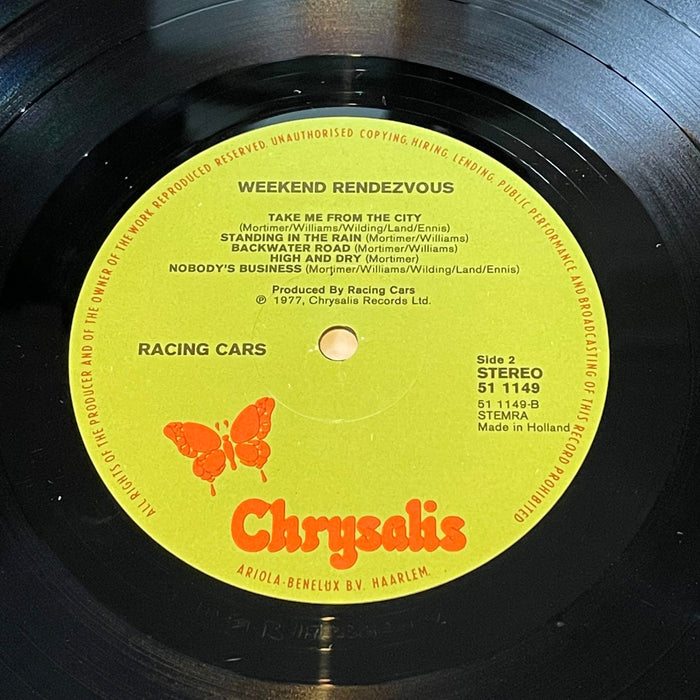 ALL RIGHTS OF THE PRODUCER AND OF THE OWNER OF THE WORK REPRODUCED RESERVED. UNAUTHORISED COPYING, HIRING, LENDING, PUBLIC PERFORMANCE AND BROADCASTING OF THIS RECORD PROHIBITED
WEEKEND RENDEZVOUS
TAKE ME FROM THE CITY
(Mortimer/Williams/Wilding/Land/Ennis)
STANDING IN THE RAIN (Mortimer/Williams)
BACKWATER ROAD (Mortimer/Williams)
HIGH AND DRY (Mortimer)
NOBODY'S BUSINESS (Mortimer/Williams/Wilding/Land/Ennis)
Produced By Racing Cars
℗ 1977, Chrysalis Records Ltd.
RACING CARS
Side 2
STEREO
51 1149
51 1149-B
STEMRA
Made in Holland
Chrysalis
ARIOLA-BENELUX B.V. HAARLEM.